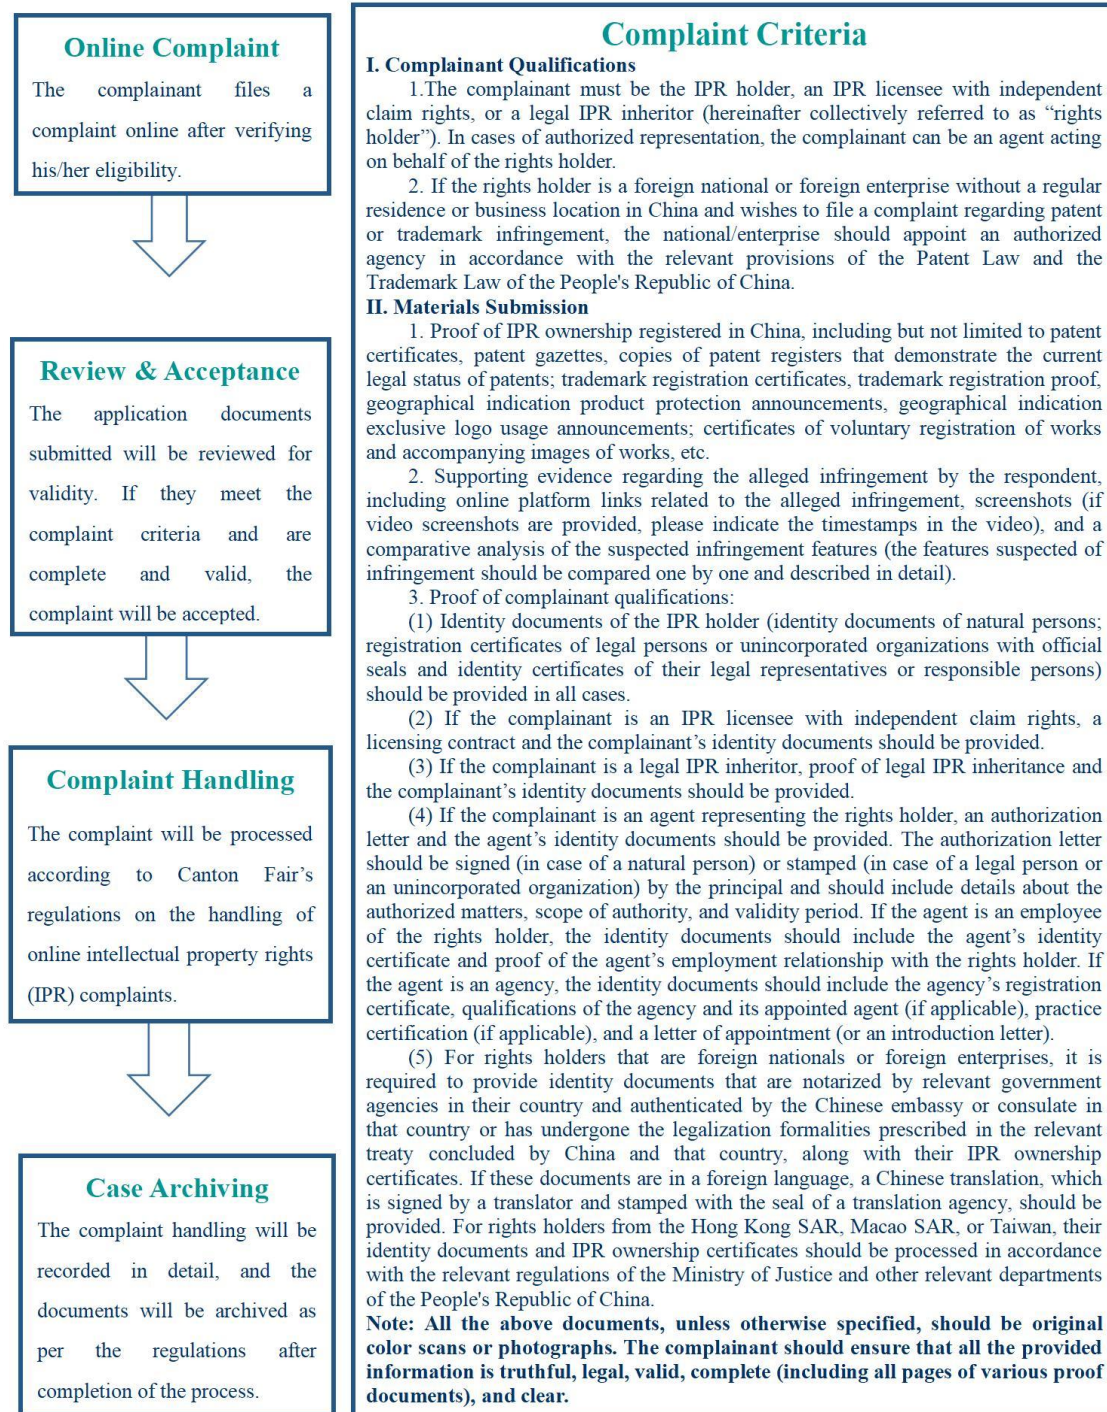 Online Complaint
The complainant files a
complaint online after verifying
his/her eligibility.
Review & Acceptance
The application documents
submitted will be reviewed for
validity. If they meet the
complaint criteria and are
complete and valid, the
complaint will be accepted.
Complaint Handling
The complaint will be processed
according to Canton Fair's
regulations on the handling of
online intellectual property rights
(IPR) complaints.
Case Archiving
The complaint handling will be
recorded in detail, and the
documents will be archived as
per the regulations after
completion of the process.
Complaint Criteria
I. Complainant Qualifications
1.The complainant must be the IPR holder, an IPR licensee with independent
claim rights, or a legal IPR inheritor (hereinafter collectively referred to as “rights
holder”). In cases of authorized representation, the complainant can be an agent acting
on behalf of the rights holder.
2. If the rights holder is a foreign national or foreign enterprise without a regular
residence or business location in China and wishes to file a complaint regarding patent
or trademark infringement, the national/enterprise should appoint an authorized
agency in accordance with the relevant provisions of the Patent Law and the
Trademark Law of the People's Republic of China.
II. Materials Submission
1. Proof of IPR ownership registered in China, including but not limited to patent
certificates, patent gazettes, copies of patent registers that demonstrate the current
legal status of patents; trademark registration certificates, trademark registration proof,
geographical indication product protection announcements, geographical indication
exclusive logo usage announcements; certificates of voluntary registration of works
and accompanying images of works, etc.
2. Supporting evidence regarding the alleged infringement by the respondent,
including online platform links related to the alleged infringement, screenshots (if
video screenshots are provided, please indicate the timestamps in the video), and a
comparative analysis of the suspected infringement features (the features suspected of
infringement should be compared one by one and described in detail).
3. Proof of complainant qualifications:
(1) Identity documents of the IPR holder (identity documents of natural persons;
registration certificates of legal persons or unincorporated organizations with official
seals and identity certificates of their legal representatives or responsible persons)
should be provided in all cases.
(2) If the complainant is an IPR licensee with independent claim rights, a
licensing contract and the complainant’s identity documents should be provided.
(3) If the complainant is a legal IPR inheritor, proof of legal IPR inheritance and
the complainant’s identity documents should be provided.
(4) If the complainant is an agent representing the rights holder, an authorization
letter and the agent’s identity documents should be provided. The authorization letter
should be signed (in case of a natural person) or stamped (in case of a legal person or
an unincorporated organization) by the principal and should include details about the
authorized matters, scope of authority, and validity period. If the agent is an employee
of the rights holder, the identity documents should include the agent’s identity
certificate and proof of the agent’s employment relationship with the rights holder. If
the agent is an agency, the identity documents should include the agency’s registration
certificate, qualifications of the agency and its appointed agent (if applicable), practice
certification (if applicable), and a letter of appointment (or an introduction letter).
(5) For rights holders that are foreign nationals or foreign enterprises, it is
required to provide identity documents that are notarized by relevant government
agencies in their country and authenticated by the Chinese embassy or consulate in
that country or has undergone the legalization formalities prescribed in the relevant
treaty concluded by China and that country, along with their IPR ownership
certificates. If these documents are in a foreign language, a Chinese translation, which
is signed by a translator and stamped with the seal of a translation agency, should be
provided. For rights holders from the Hong Kong SAR, Macao SAR, or Taiwan, their
identity documents and IPR ownership certificates should be processed in accordance
with the relevant regulations of the Ministry of Justice and other relevant departments
of the People's Republic of China.
Note: All the above documents, unless otherwise specified, should be original
color scans or photographs. The complainant should ensure that all the provided
information is truthful, legal, valid, complete (including all pages of various proof
documents), and clear.